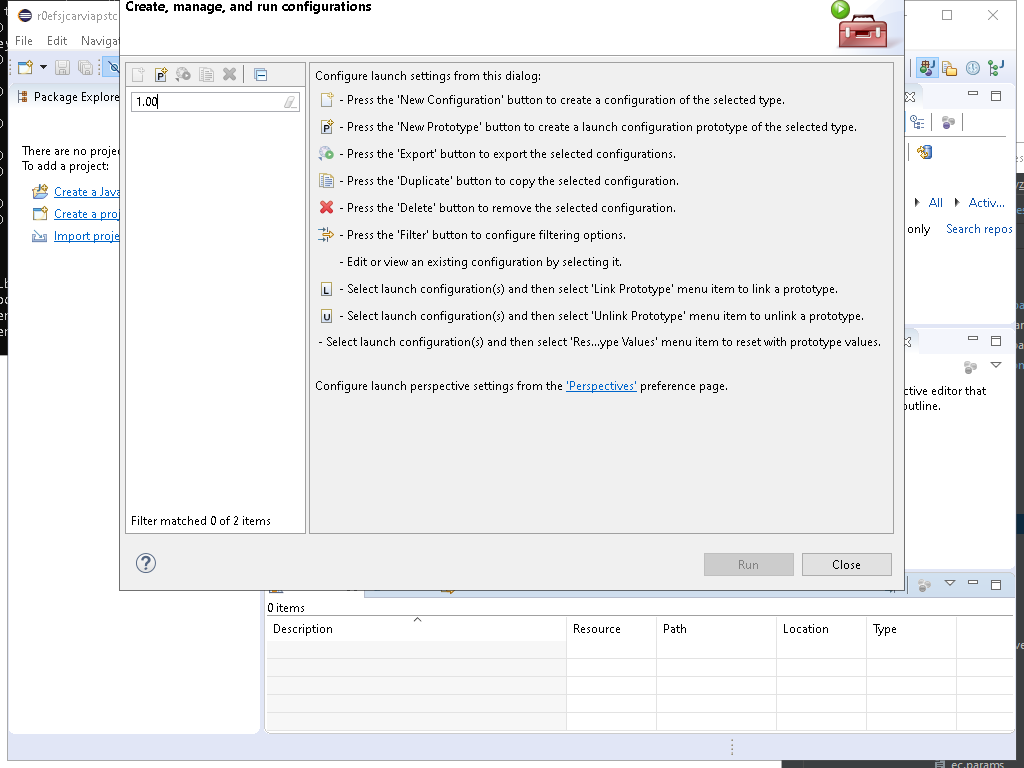 Create, manage, and run configurations
r0efsjcarviapstc
File Edit Navigat
Package Explore
1.00
Configure launch settings from this dialog:
- Press the 'New Configuration' button to create a configuration of the selected type.
P - Press the 'New Prototype' button to create a launch configuration prototype of the selected type.
- Press the 'Export' button to export the selected configurations.
- Press the 'Duplicate' button to copy the selected configuration.
- Press the 'Delete' button to remove the selected configuration.
- Press the 'Filter' button to configure filtering options.
- Edit or view an existing configuration by selecting it.
L - Select launch configuration(s) and then select 'Link Prototype' menu item to link a prototype.
U - Select launch configuration(s) and then select 'Unlink Prototype' menu item to unlink a prototype.
- Select launch configuration(s) and then select 'Res...ype Values' menu item to reset with prototype values.
Configure launch perspective settings from the 'Perspectives' preference page.
There are no projec
To add a project:
Create a Java
Create a proj
Import proje
All Activ...
only Search repos
ctive editor that
outline.
Filter matched 0 of 2 items
?
Run Close
0 items
Description Resource Path Location Type
ec.params